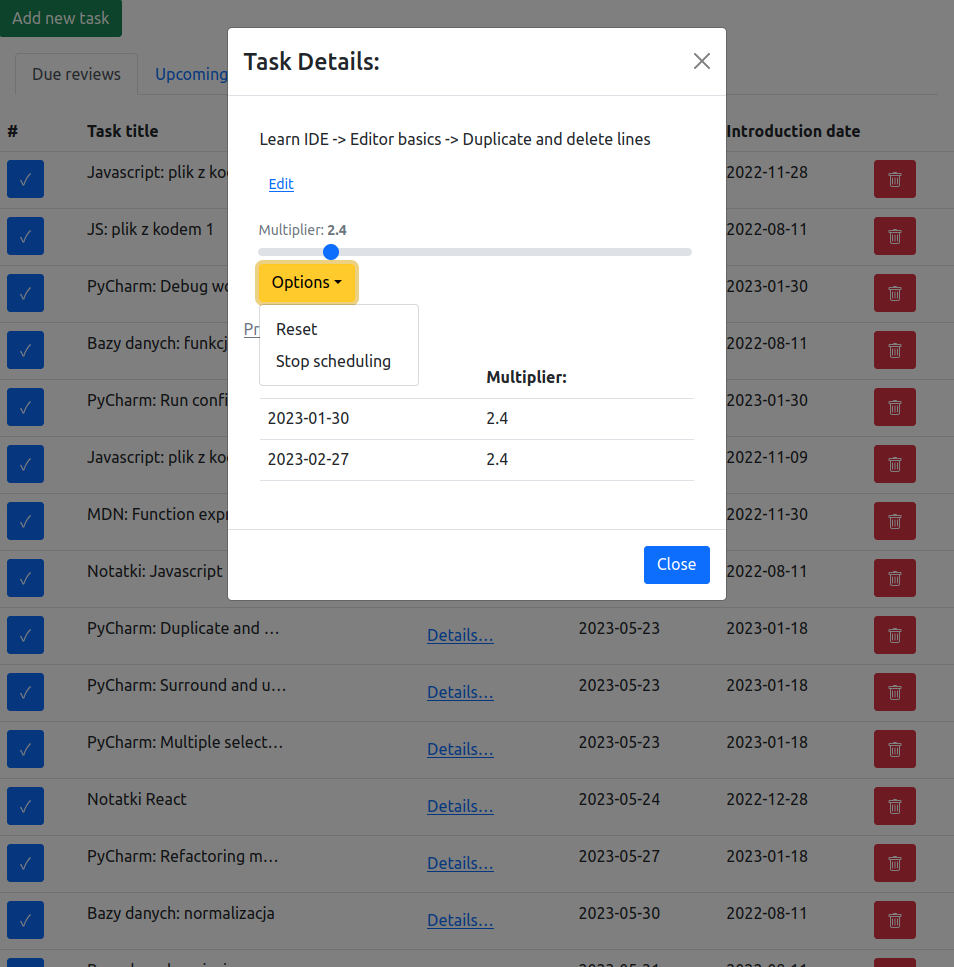 Add new task
Due reviews
Upcoming
Task Details:
Learn IDE -> Editor basics -> Duplicate and delete lines
Edit
Multiplier: 2.4
Options
Reset
Stop scheduling
Multiplier:
2023-01-30 2.4
2023-02-27 2.4
Close
# Task title Introduction date
✓ Javascript: plik z 2022-11-28
✓ JS: plik z kodem 1 2022-08-11
✓ PyCharm: Debug 2023-01-30
✓ Bazy danych: 2022-08-11
✓ PyCharm: Run 2023-01-30
✓ Javascript: plik z 2022-11-09
✓ MDN: Function 2022-11-30
✓ Notatki: Javascript 2022-08-11
✓ PyCharm: Duplicate and ... Details... 2023-05-23 2023-01-18
✓ PyCharm: Surround and u... Details... 2023-05-23 2023-01-18
✓ PyCharm: Multiple select... Details... 2023-05-23 2023-01-18
✓ Notatki React Details... 2023-05-24 2022-12-28
✓ PyCharm: Refactoring m... Details... 2023-05-27 2023-01-18
✓ Bazy danych: normalizacja Details... 2023-05-30 2022-08-11